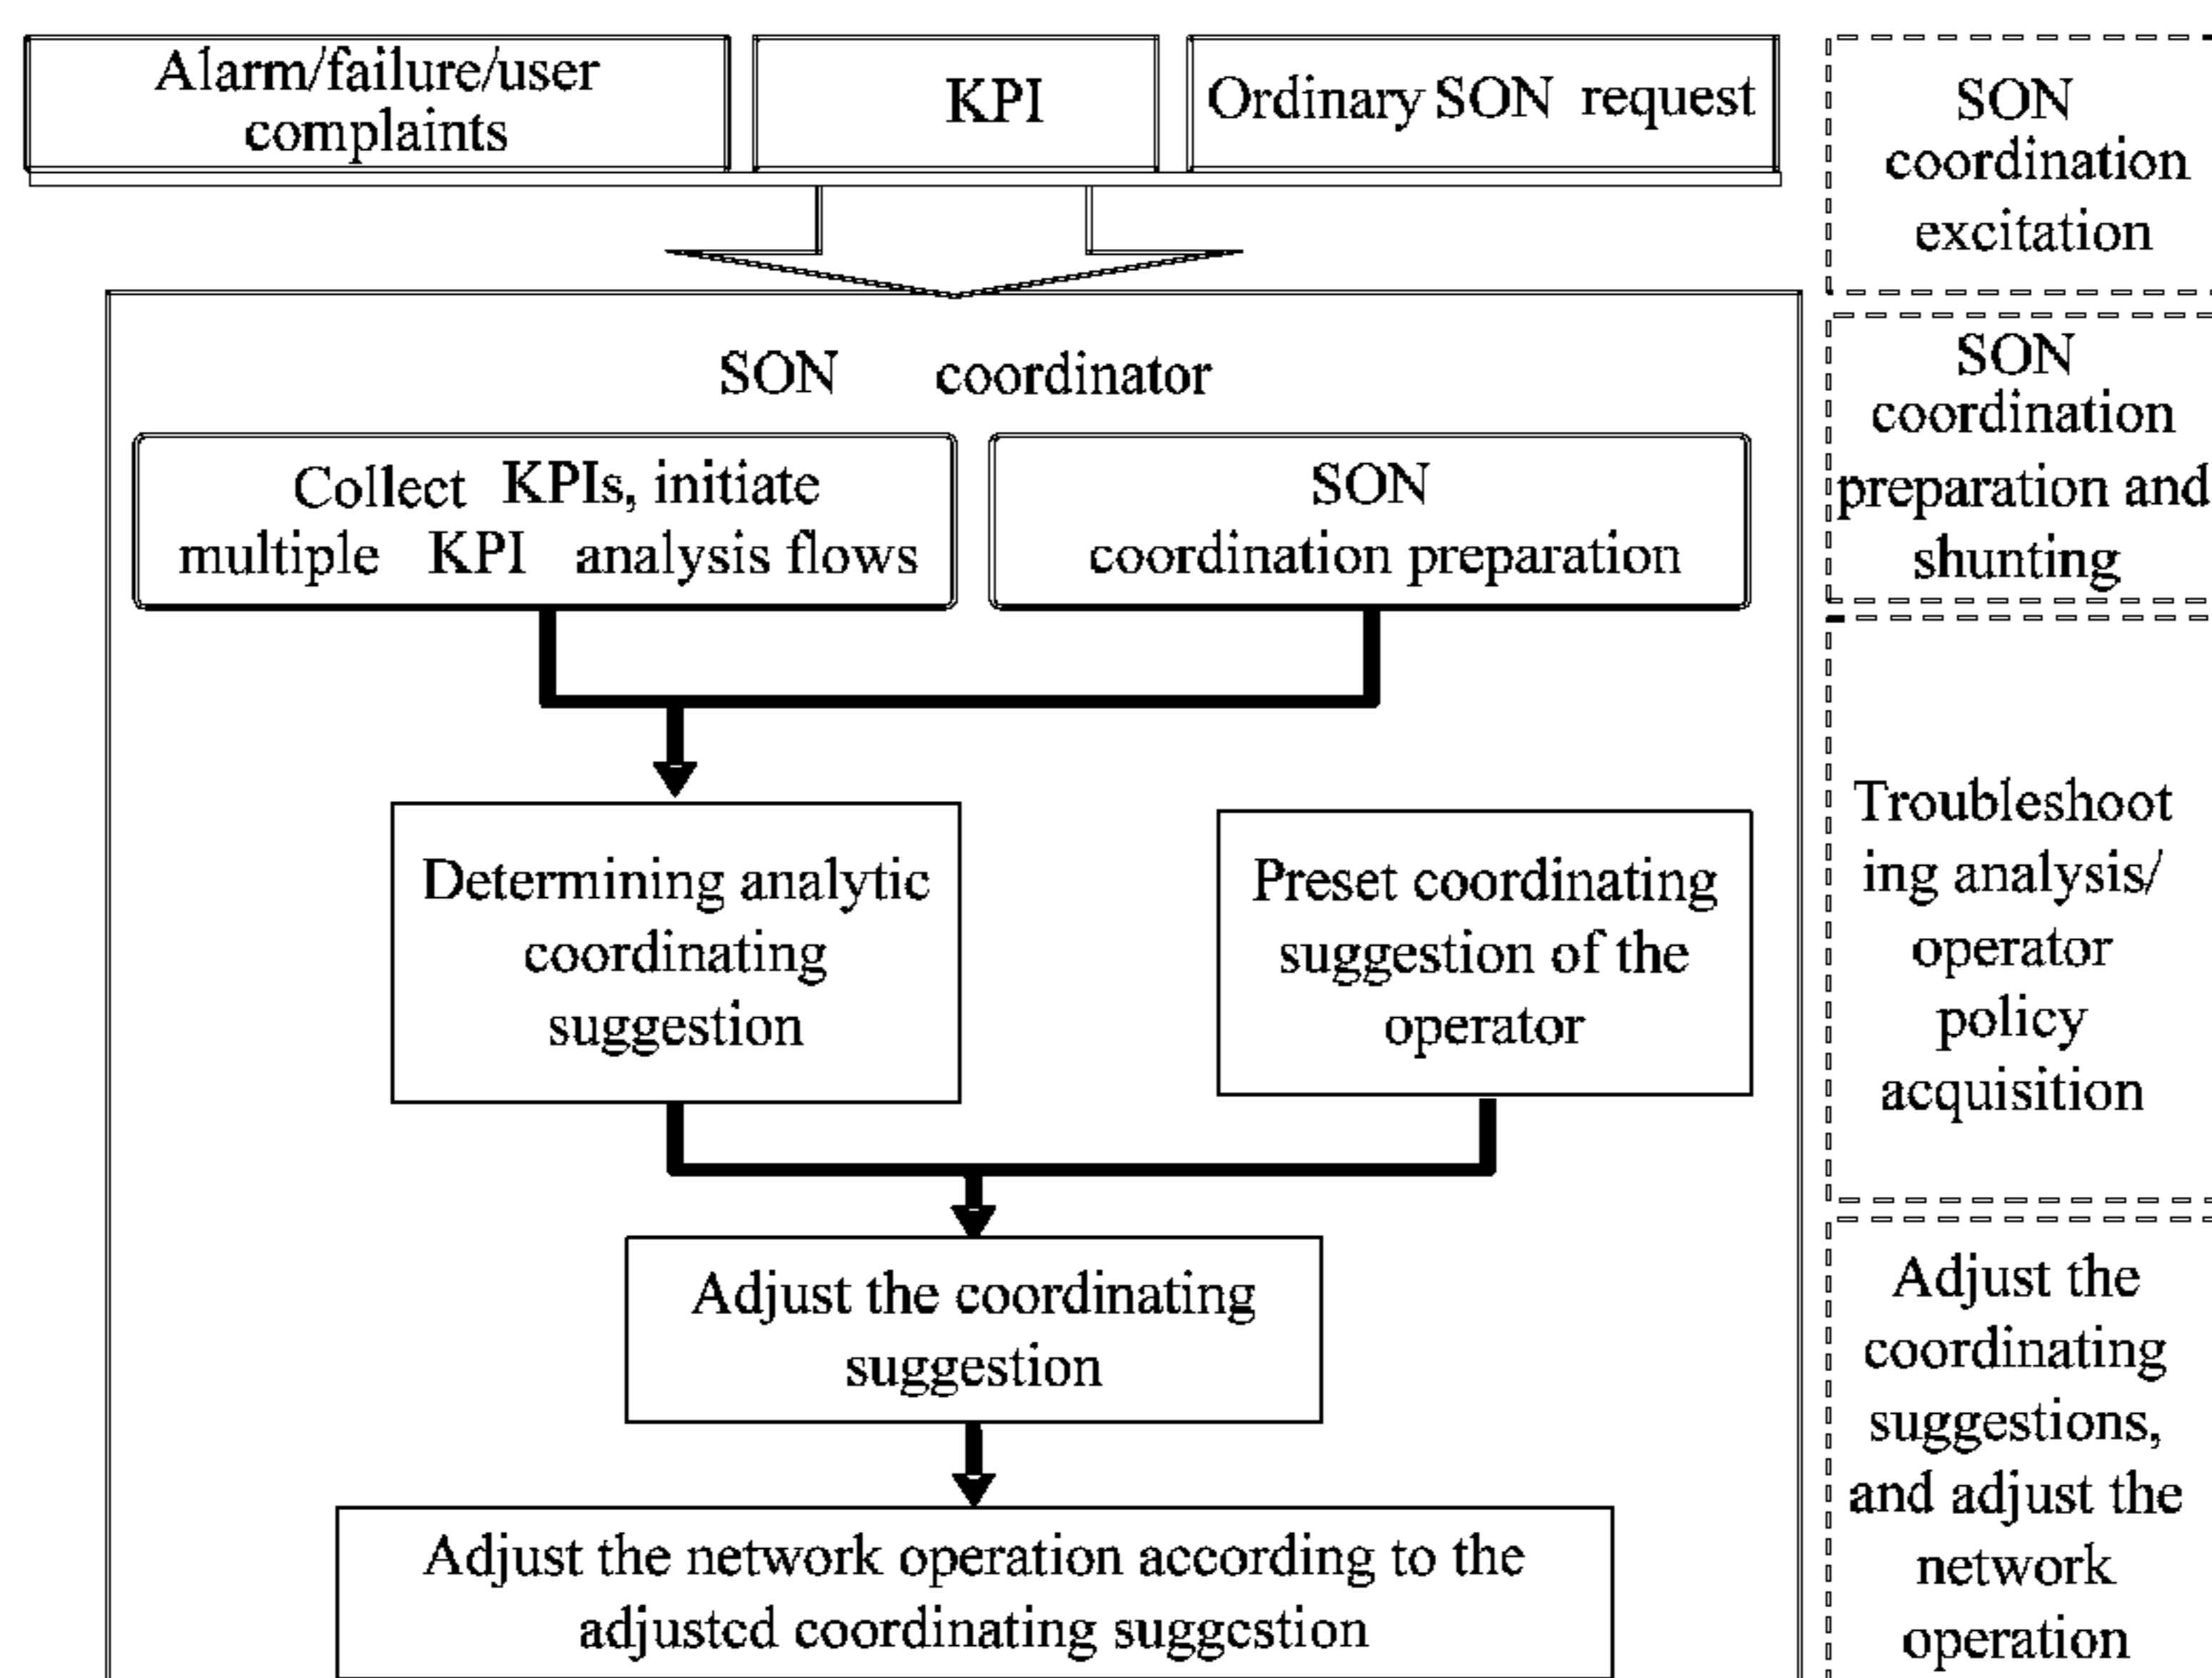 Alarm/failure/user
complaints
KPI
Ordinary SON request
SON
coordination
excitation
SON coordinator
Collect KPIs, initiate
multiple KPI analysis flows
SON
coordination preparation
SON
coordination
preparation and
shunting
Determining analytic
coordinating
suggestion
Preset coordinating
suggestion of the
operator
Troubleshoot
ing analysis/
operator
policy
acquisition
Adjust the coordinating
suggestion
Adjust the network operation according to the
adjusted coordinating suggestion
Adjust the
coordinating
suggestions,
and adjust the
network
operation